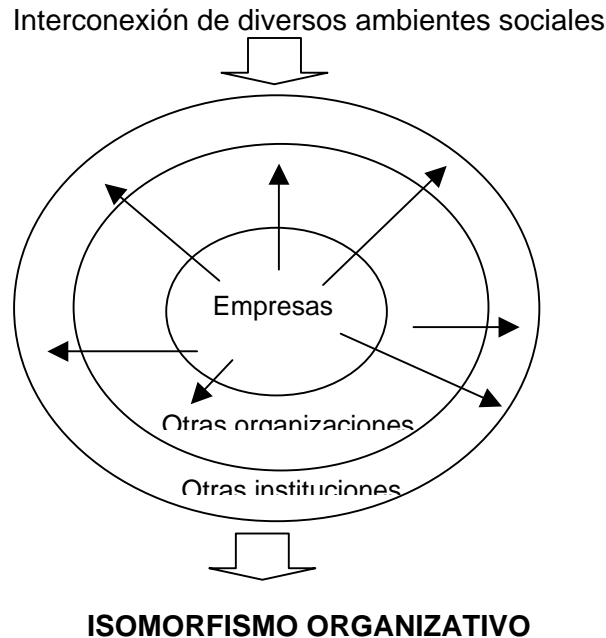 Interconexión de diversos ambientes sociales
Empresas
Otras organizaciones
Otras instituciones
ISOMORFISMO ORGANIZATIVO